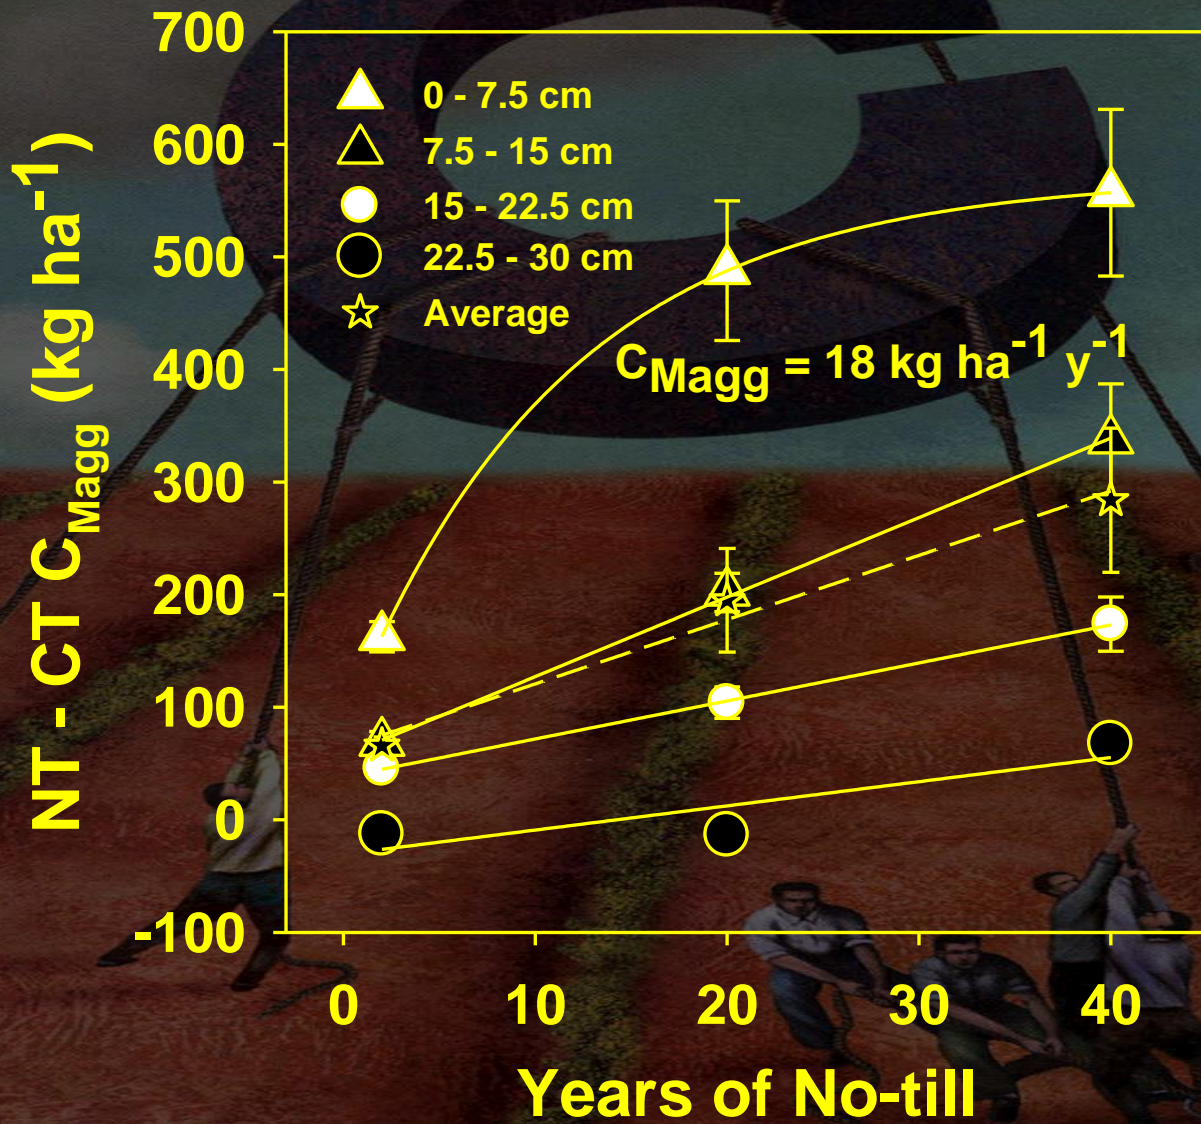 700
600
500
400
300
200
100
0
-100
NT - CT C_Magg (kg ha^-1)
0 - 7.5 cm
7.5 - 15 cm
15 - 22.5 cm
22.5 - 30 cm
Average
C_Magg = 18 kg ha^-1 y^-1
0 10 20 30 40
Years of No-till